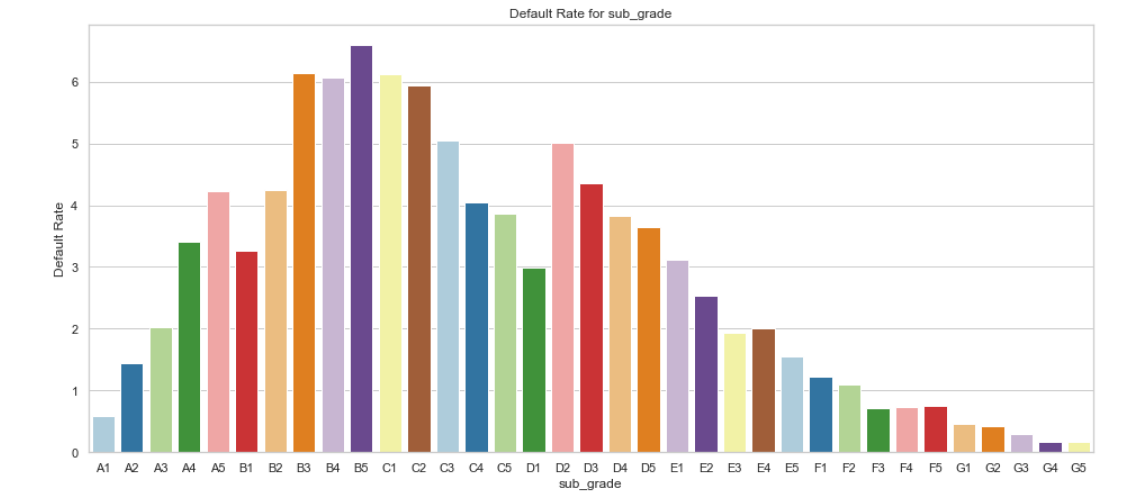 Default Rate for sub_grade
Default Rate
6
5
4
3
2
1
0
A1 A2 A3 A4 A5 B1 B2 B3 B4 B5 C1 C2 C3 C4 C5 D1 D2 D3 D4 D5 E1 E2 E3 E4 E5 F1 F2 F3 F4 F5 G1 G2 G3 G4 G5
sub_grade